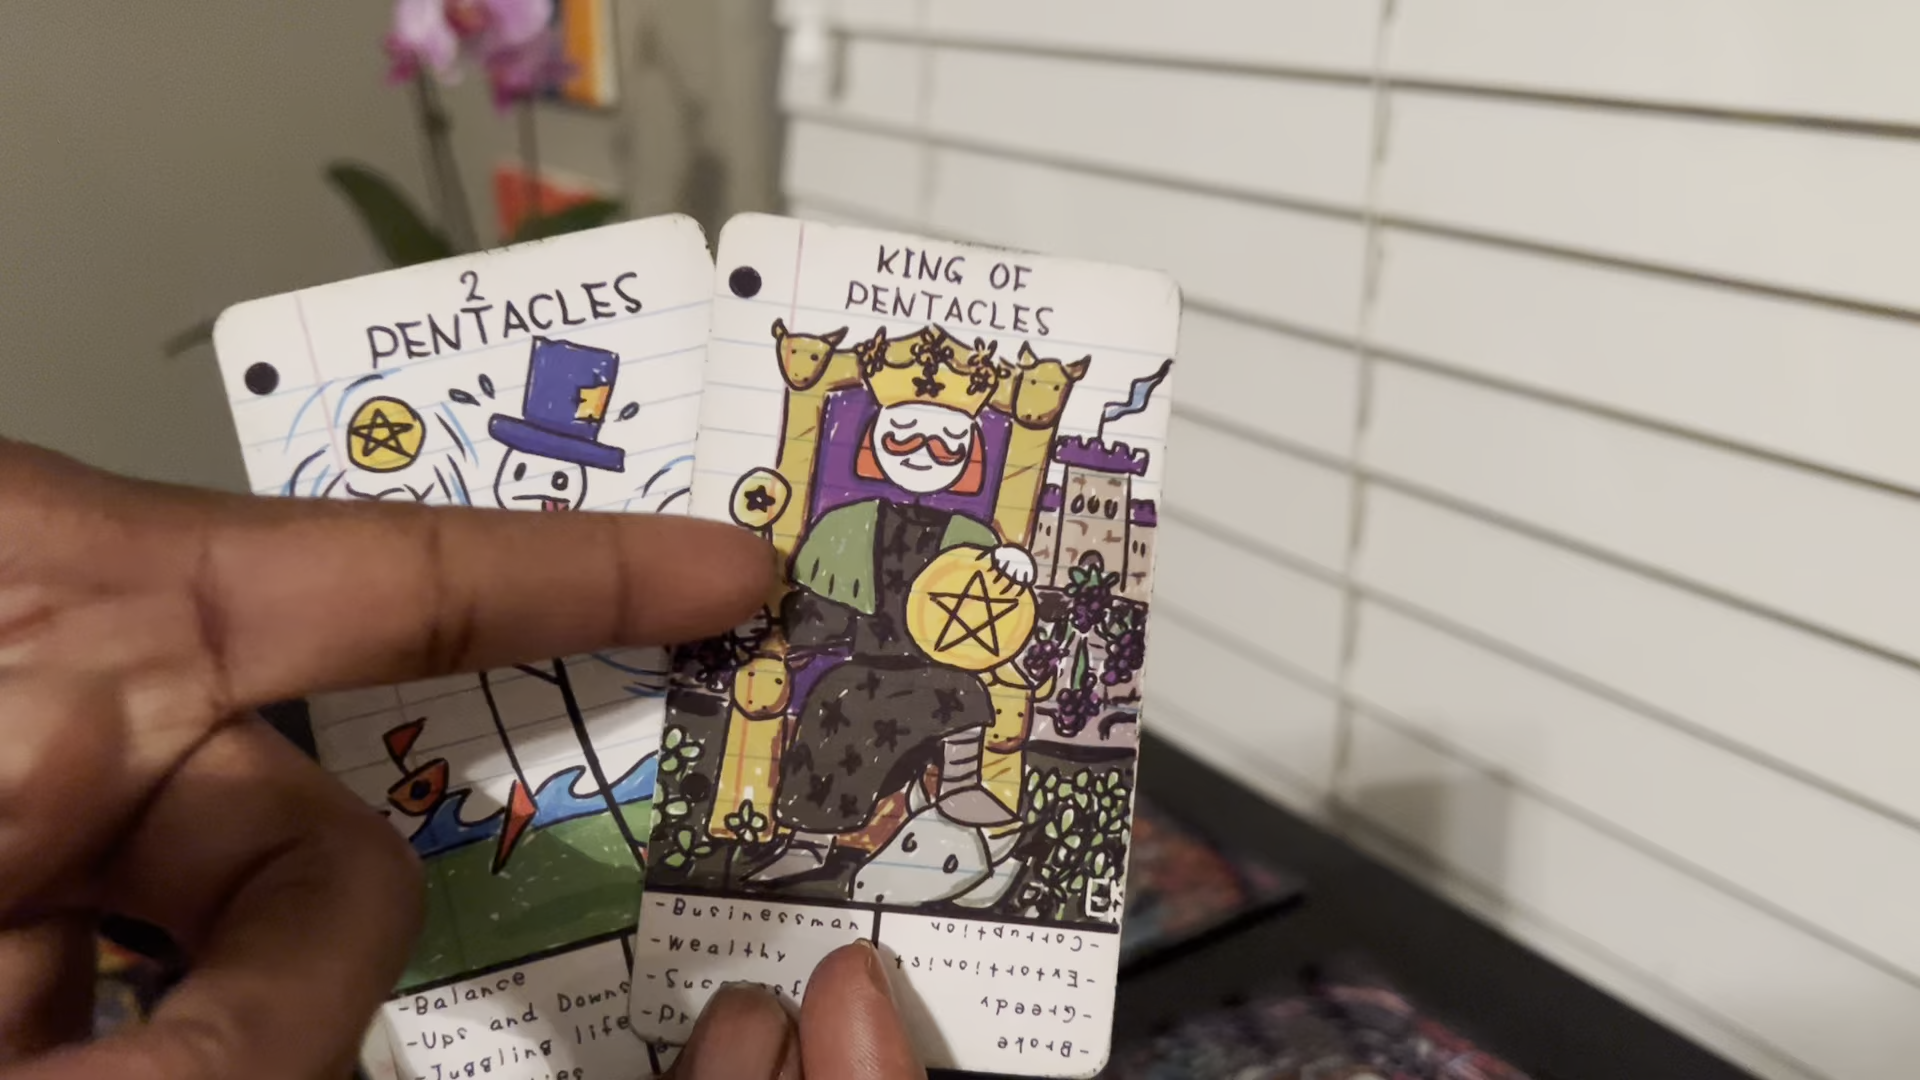 2
PENTACLES
-Balance
-Ups and Downs
-Juggling life
KING OF
PENTACLES
-Businessman
-Wealthy
-Corruption
-Extortionist
-Greedy
-Broke